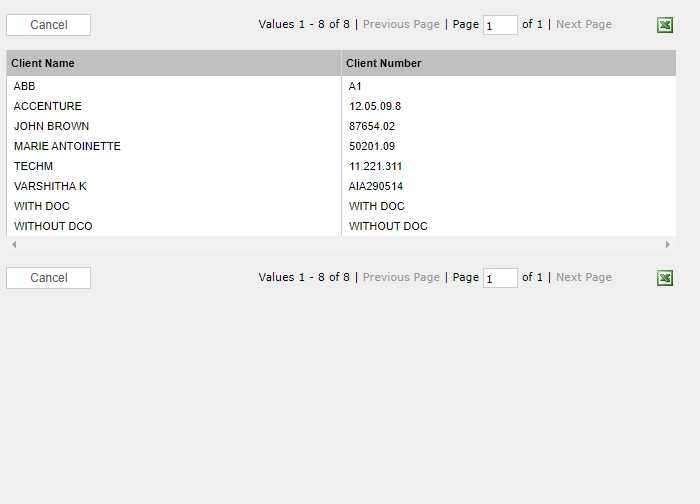 Cancel Values 1 - 8 of 8 | Previous Page | Page 1 of 1 | Next Page
Client Name Client Number
ABB A1
ACCENTURE 12.05.09.8
JOHN BROWN 87654.02
MARIE ANTOINETTE 50201.09
TECHM 11.221.311
VARSHITHA K AIA290514
WITH DOC WITH DOC
WITHOUT DCO WITHOUT DOC
Cancel Values 1 - 8 of 8 | Previous Page | Page 1 of 1 | Next Page